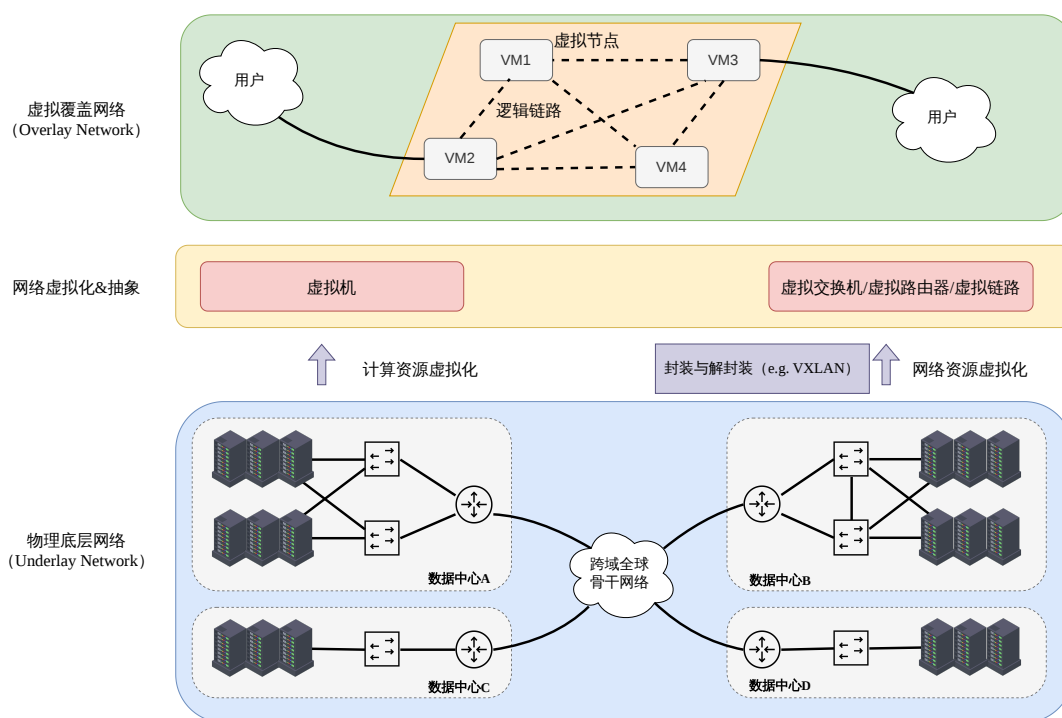 虚拟节点
VM1
VM3
用户
逻辑链路
用户
虚拟覆盖网络
（Overlay Network）
VM2
VM4
网络虚拟化&抽象
虚拟机
虚拟交换机/虚拟路由器/虚拟链路
计算资源虚拟化
封装与解封装（e.g. VXLAN）
网络资源虚拟化
物理底层网络
（Underlay Network）
跨域全球
骨干网络
数据中心A
数据中心B
数据中心C
数据中心D